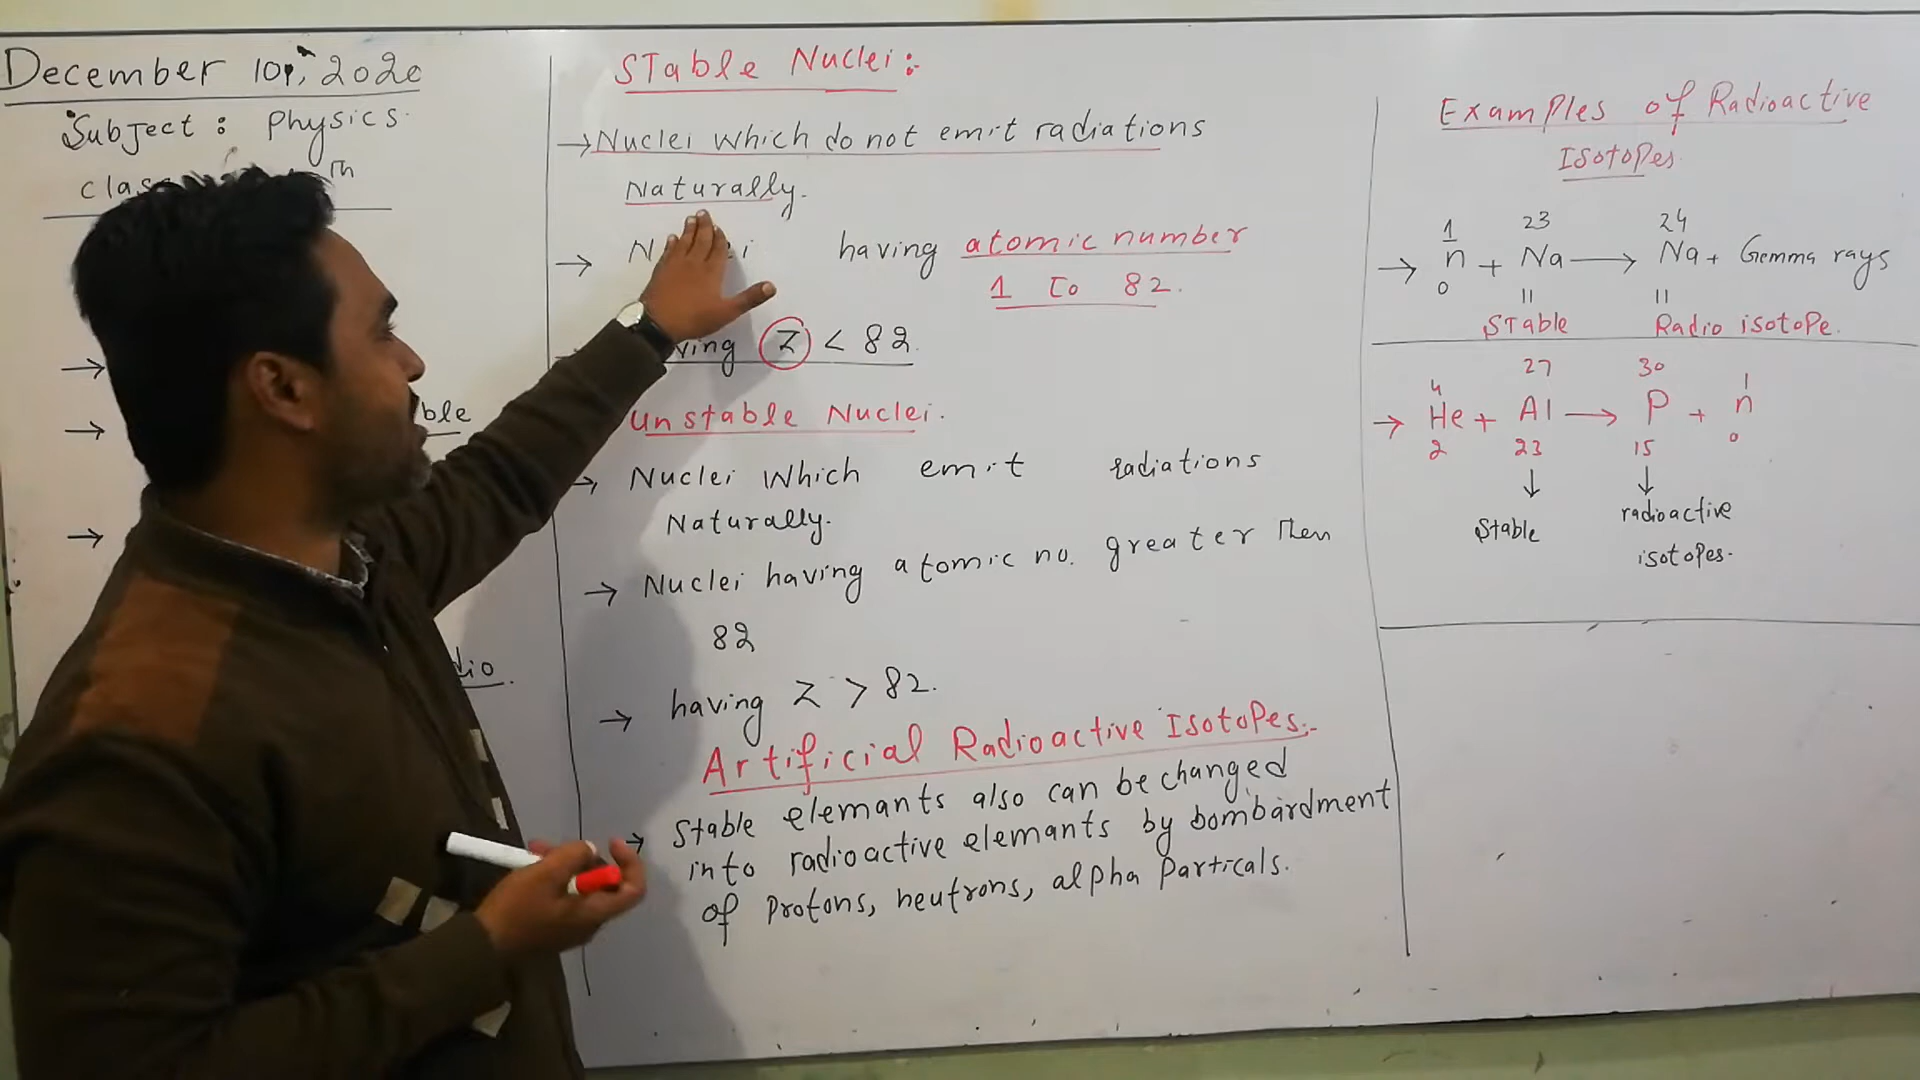 December 10, 2020
Subject: Physics.
th
ble
dio.
STable Nuclei:-
→ Nuclei which do not emit radiations
Naturally.
→ having atomic number
1 to 82.
Z < 82.
Unstable Nuclei.
→ Nuclei which emit radiations
Naturally.
→ Nuclei having atomic no. greater Then
82
→ having Z > 82.
Artificial Radioactive Isotopes:-
→ Stable elemants also can be changed
into radioactive elemants by bombardment
of Protons, neutrons, alpha Particals.
Examples of Radioactive
Isotopes
1 23 24
→ n + Na → Na + Gemma rays
0 = =
STable Radio isotope.
4 27 30 1
→ He + Al → P + n
2 23 15 0
↓ ↓
Stable radioactive
isotopes.